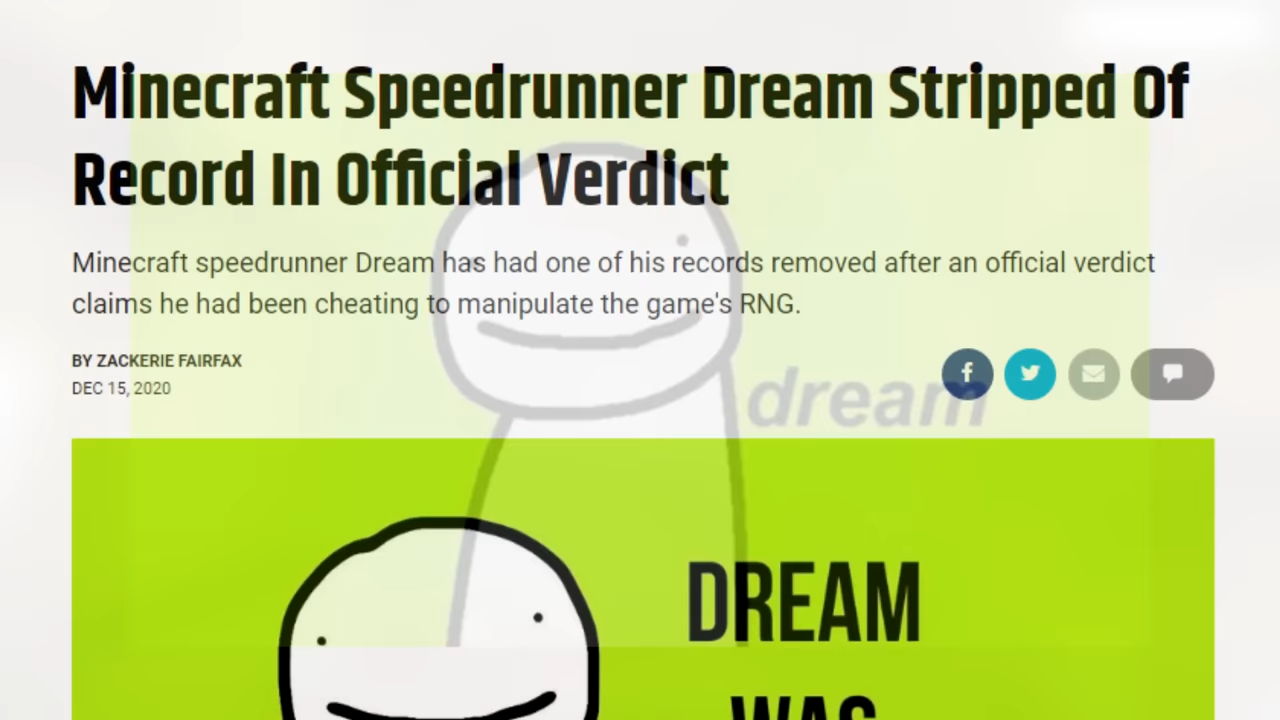 Minecraft Speedrunner Dream Stripped Of
Record In Official Verdict
Minecraft speedrunner Dream has had one of his records removed after an official verdict
claims he had been cheating to manipulate the game's RNG.
BY ZACKERIE FAIRFAX
DEC 15, 2020
f
dream
DREAM
WAS